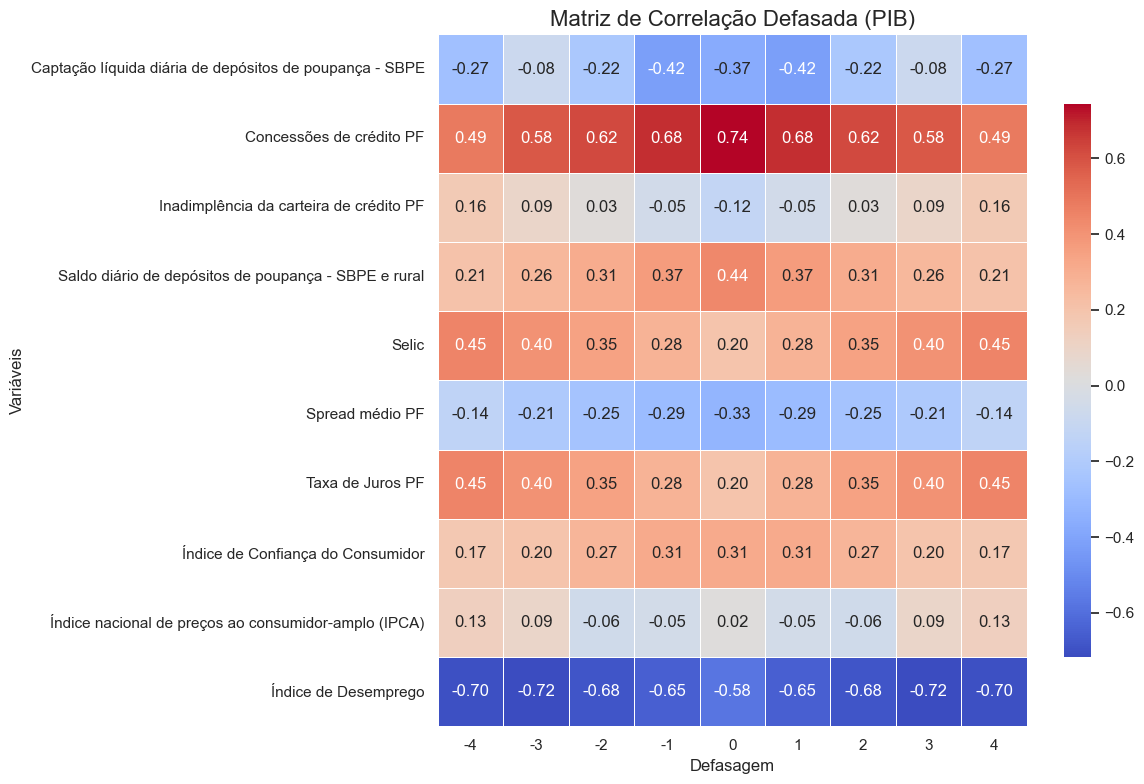 Matriz de Correlação Defasada (PIB)
Captação líquida diária de depósitos de poupança - SBPE -0.27 -0.08 -0.22 -0.42 -0.37 -0.42 -0.22 -0.08 -0.27
Concessões de crédito PF 0.49 0.58 0.62 0.68 0.74 0.68 0.62 0.58 0.49
Inadimplência da carteira de crédito PF 0.16 0.09 0.03 -0.05 -0.12 -0.05 0.03 0.09 0.16
Saldo diário de depósitos de poupança - SBPE e rural 0.21 0.26 0.31 0.37 0.44 0.37 0.31 0.26 0.21
Selic 0.45 0.40 0.35 0.28 0.20 0.28 0.35 0.40 0.45
Spread médio PF -0.14 -0.21 -0.25 -0.29 -0.33 -0.29 -0.25 -0.21 -0.14
Taxa de Juros PF 0.45 0.40 0.35 0.28 0.20 0.28 0.35 0.40 0.45
Índice de Confiança do Consumidor 0.17 0.20 0.27 0.31 0.31 0.31 0.27 0.20 0.17
Índice nacional de preços ao consumidor-amplo (IPCA) 0.13 0.09 -0.06 -0.05 0.02 -0.05 -0.06 0.09 0.13
Índice de Desemprego -0.70 -0.72 -0.68 -0.65 -0.58 -0.65 -0.68 -0.72 -0.70
-4 -3 -2 -1 0 1 2 3 4
Defasagem
Variáveis
0.6
0.4
0.2
0.0
−0.2
−0.4
−0.6